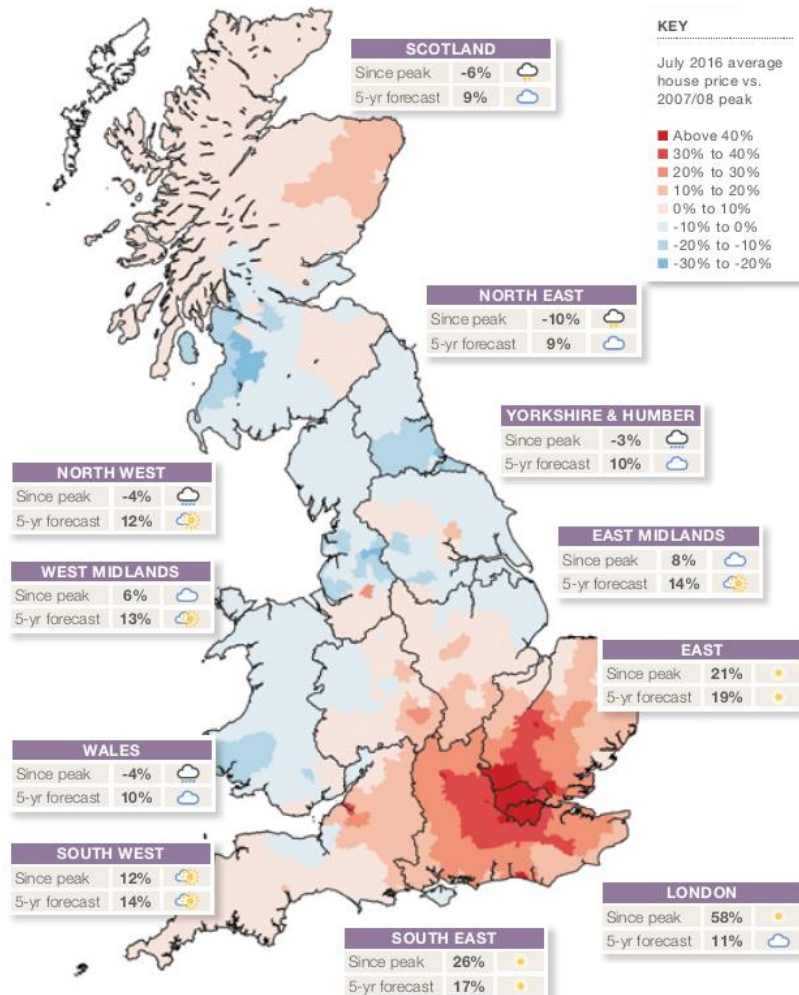 SCOTLAND
Since peak -6%
5-yr forecast 9%
KEY
July 2016 average
house price vs.
2007/08 peak
Above 40%
30% to 40%
20% to 30%
10% to 20%
0% to 10%
-10% to 0%
-20% to -10%
-30% to -20%
NORTH EAST
Since peak -10%
5-yr forecast 9%
YORKSHIRE & HUMBER
Since peak -3%
5-yr forecast 10%
NORTH WEST
Since peak -4%
5-yr forecast 12%
EAST MIDLANDS
Since peak 8%
5-yr forecast 14%
WEST MIDLANDS
Since peak 6%
5-yr forecast 13%
EAST
Since peak 21%
5-yr forecast 19%
WALES
Since peak -4%
5-yr forecast 10%
SOUTH WEST
Since peak 12%
5-yr forecast 14%
LONDON
Since peak 58%
5-yr forecast 11%
SOUTH EAST
Since peak 26%
5-yr forecast 17%